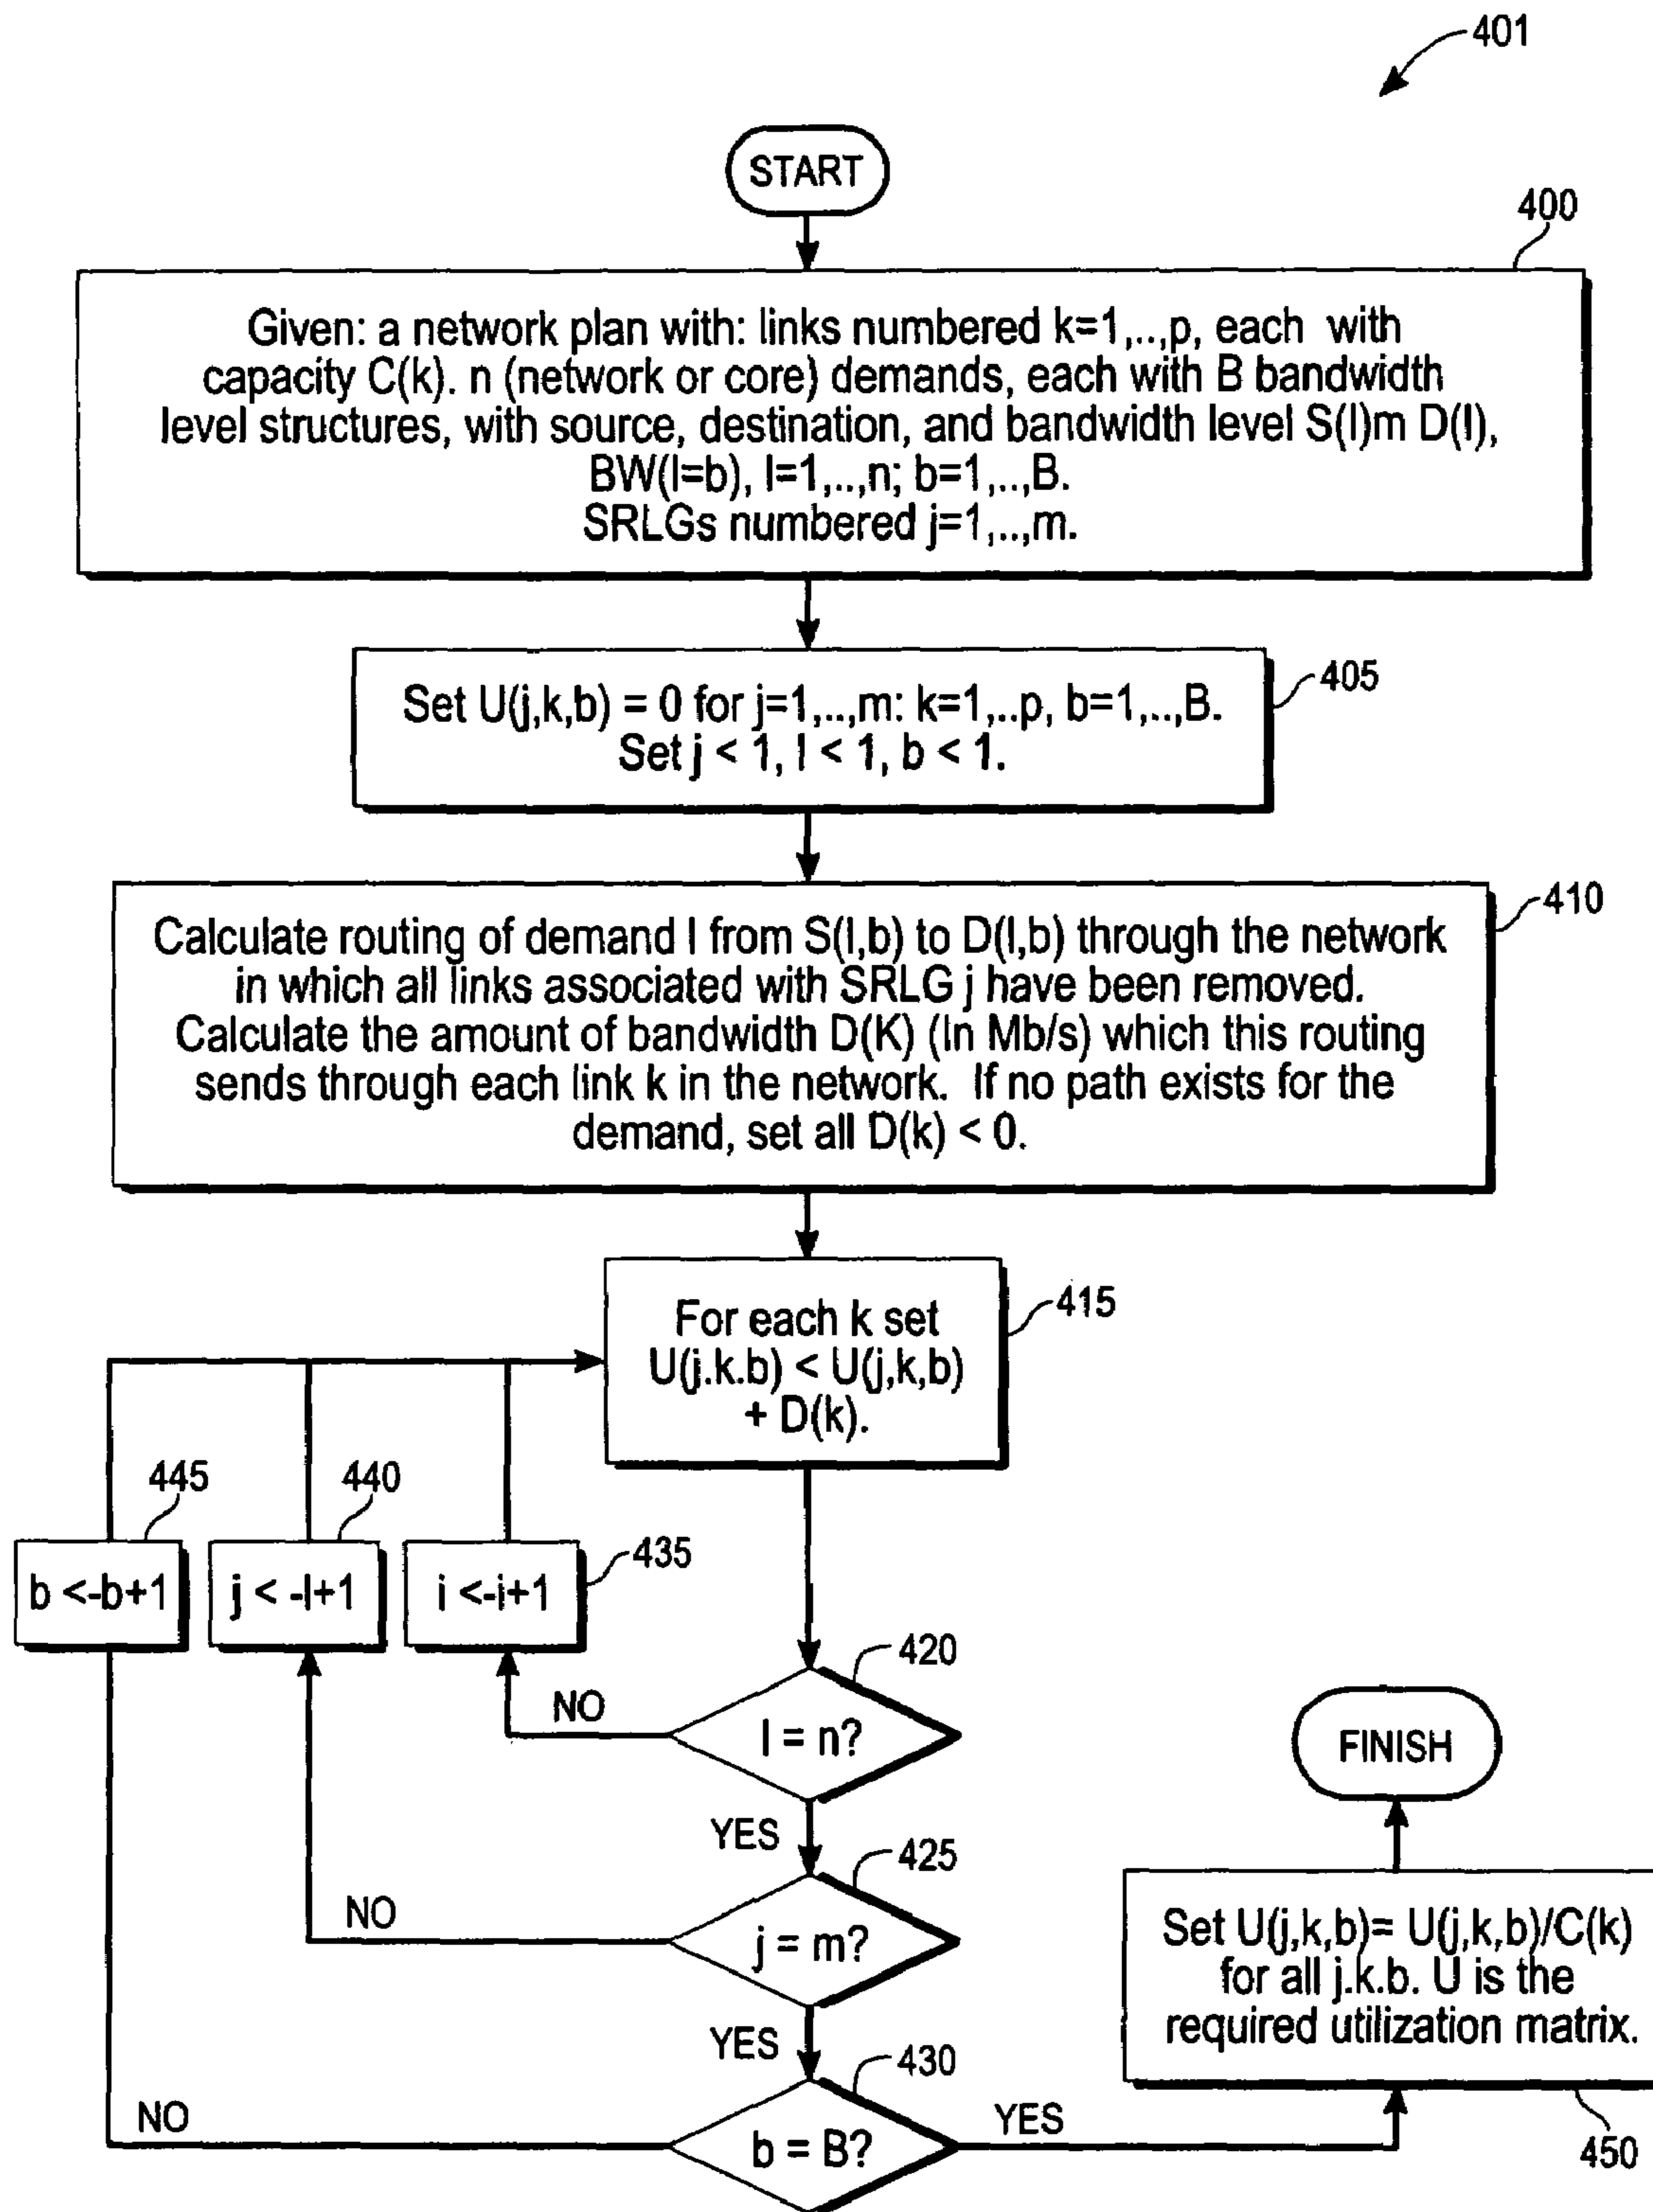 401
START
400
Given: a network plan with: links numbered k=1,..,p, each with
capacity C(k). n (network or core) demands, each with B bandwidth
level structures, with source, destination, and bandwidth level S(l)m D(l),
BW(l=b), l=1,..,n; b=1,..,B.
SRLGs numbered j=1,..,m.
405
Set U(j,k,b) = 0 for j=1,..,m: k=1,..p, b=1,..,B.
Set j < 1, l < 1, b < 1.
410
Calculate routing of demand l from S(l,b) to D(l,b) through the network
in which all links associated with SRLG j have been removed.
Calculate the amount of bandwidth D(K) (In Mb/s) which this routing
sends through each link k in the network. If no path exists for the
demand, set all D(k) < 0.
415
For each k set
U(j.k.b) < U(j,k,b)
+ D(k).
445
440
435
b <-b+1
j < -l+1
i <-i+1
420
l = n?
NO
YES
425
j = m?
NO
YES
430
b = B?
NO
YES
FINISH
Set U(j,k,b)= U(j,k,b)/C(k)
for all j.k.b. U is the
required utilization matrix.
450